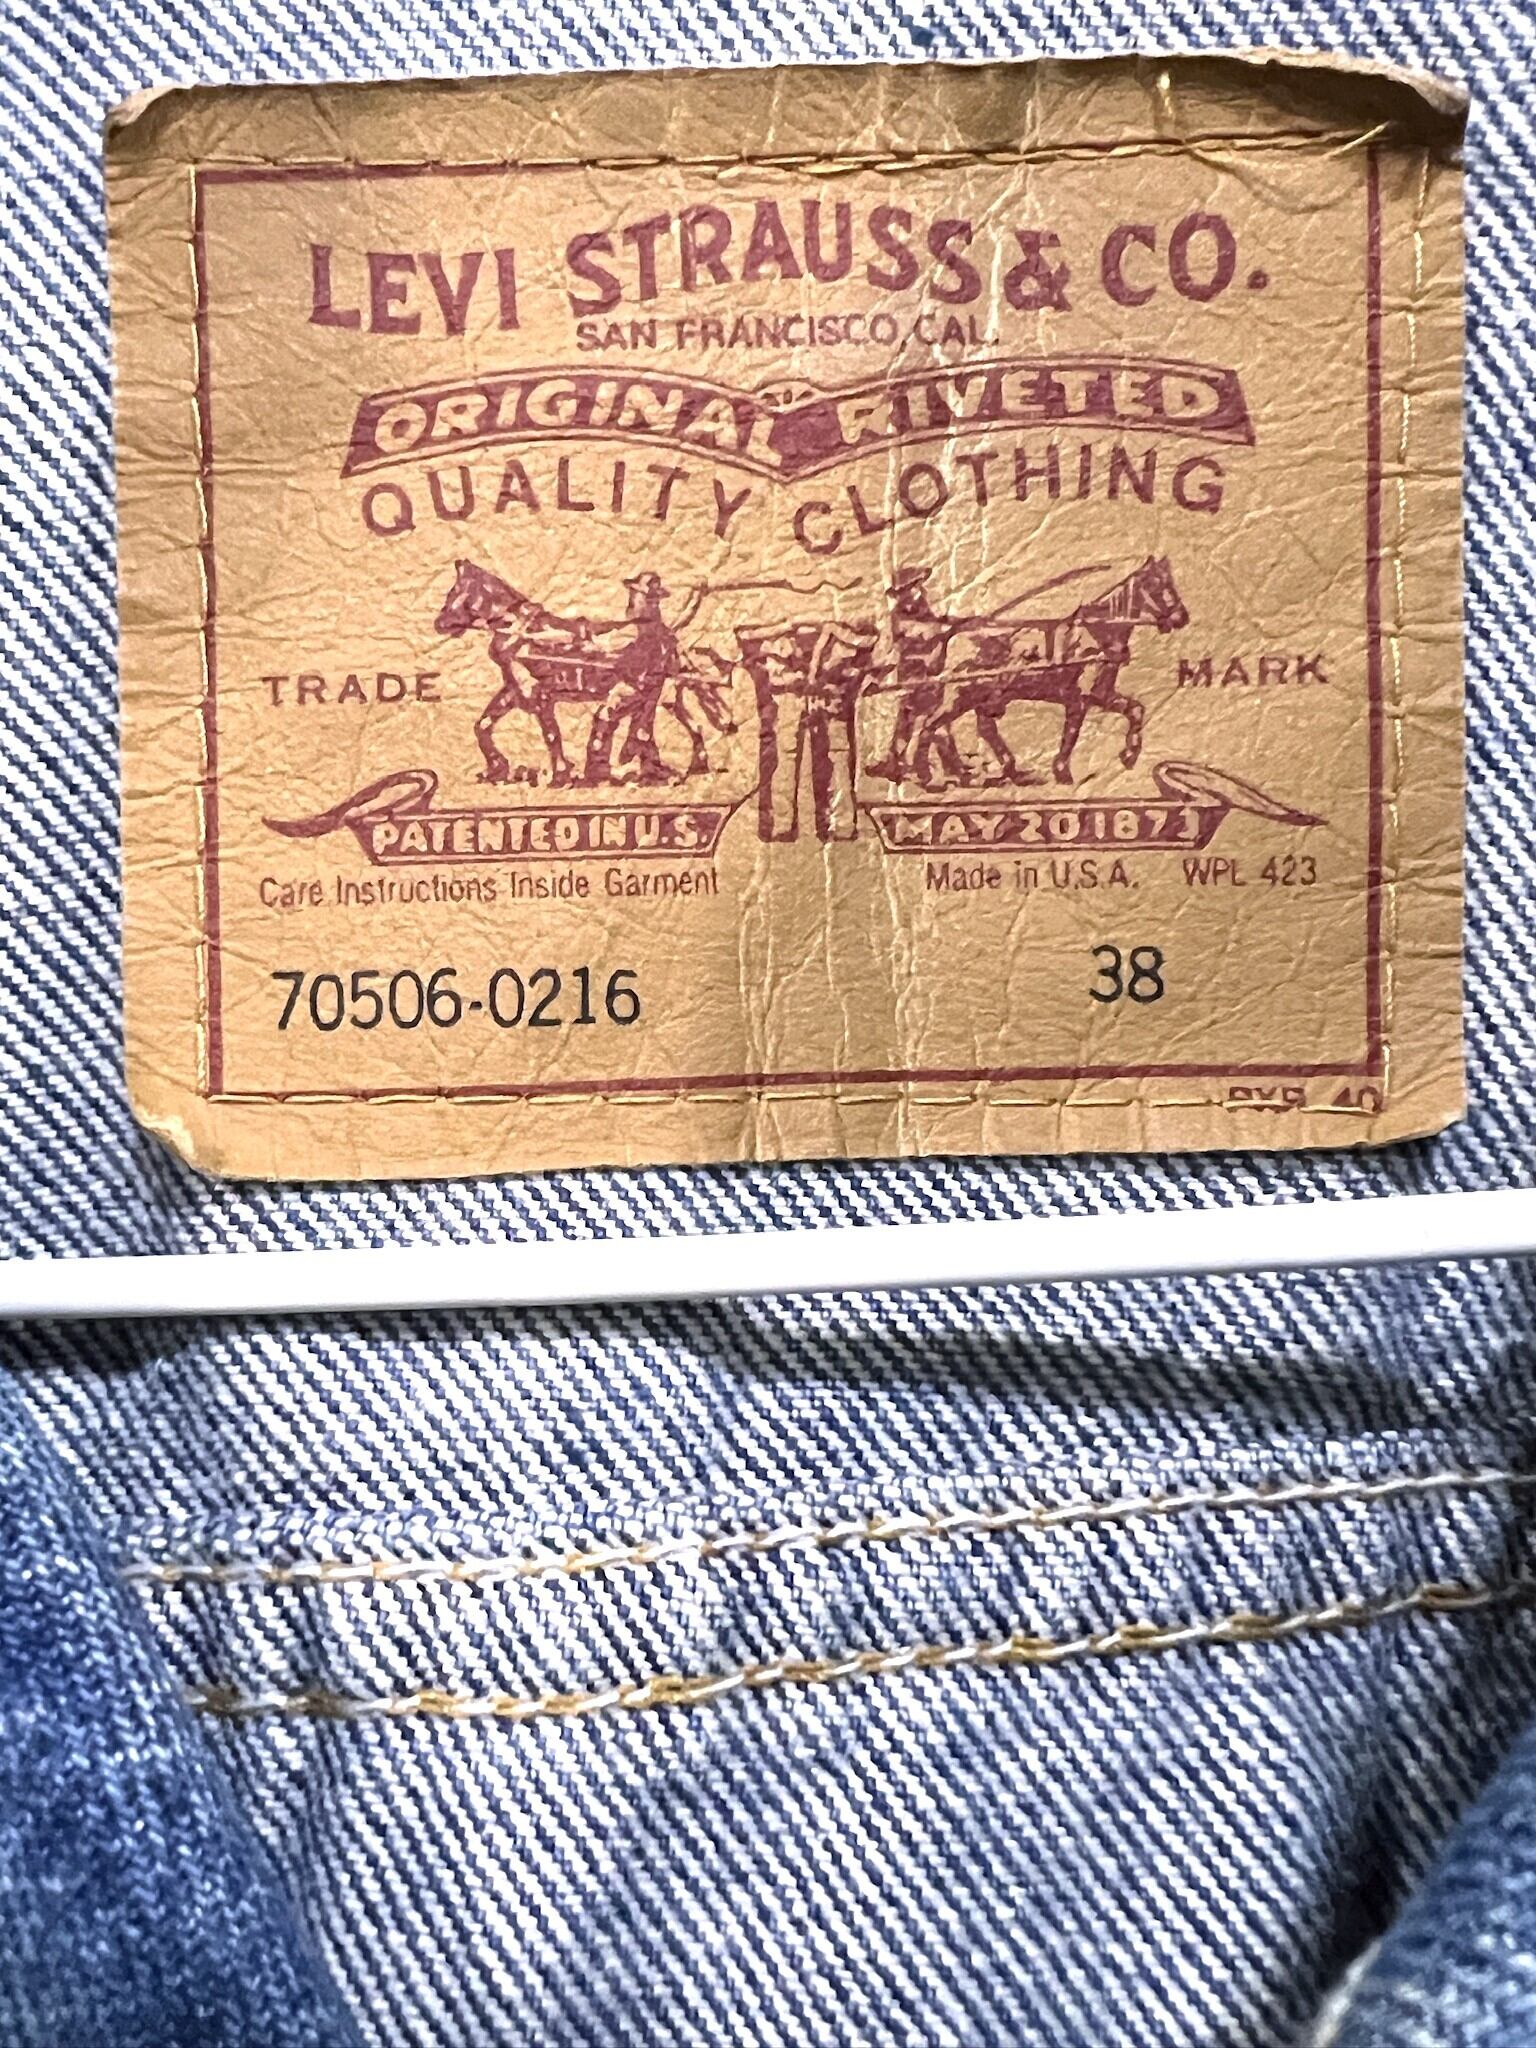 LEVI STRAUSS & CO.
SAN FRANCISCO, CAL.
ORIGINAL RIVETED
QUALITY CLOTHING
TRADE MARK
PATENTED IN U.S. MAY 20 1873
Care Instructions Inside Garment Made in U.S.A. WPL 423
70506-0216 38